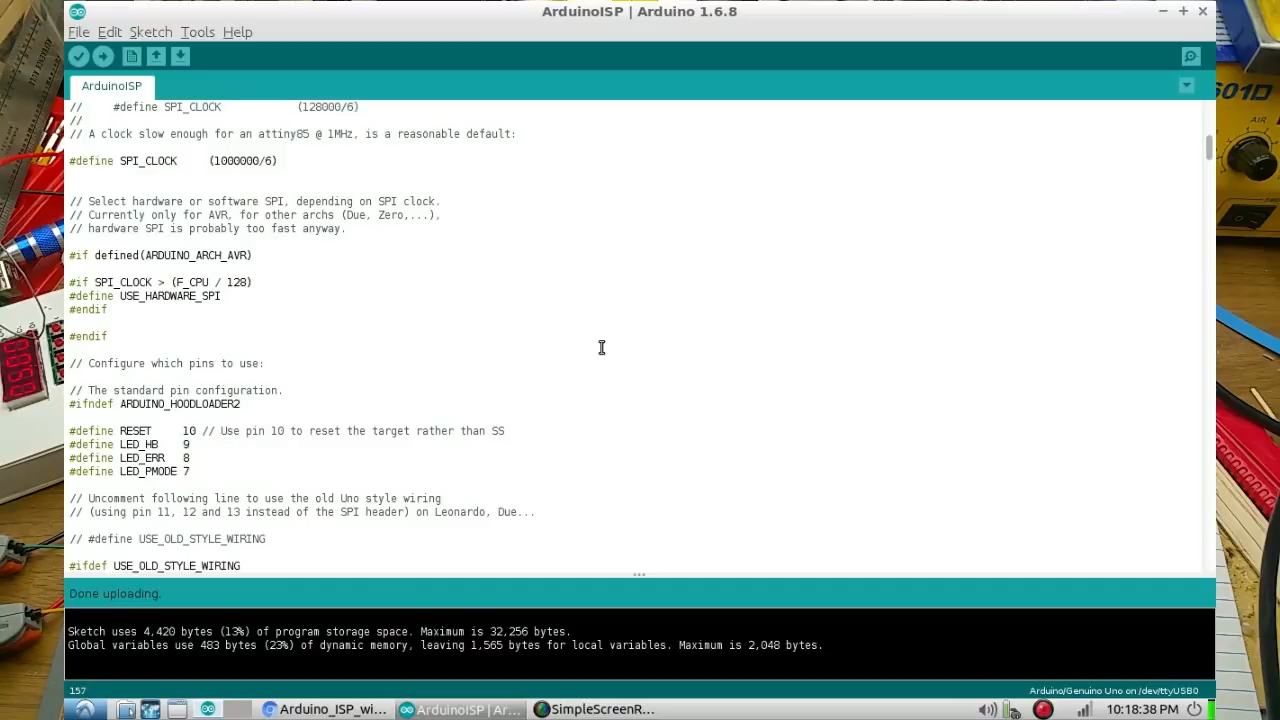 ArduinoISP | Arduino 1.6.8
File Edit Sketch Tools Help
ArduinoISP
//     #define SPI_CLOCK            (128000/6)
//
// A clock slow enough for an attiny85 @ 1MHz, is a reasonable default:
#define SPI_CLOCK     (1000000/6)
// Select hardware or software SPI, depending on SPI clock.
// Currently only for AVR, for other archs (Due, Zero,...),
// hardware SPI is probably too fast anyway.
#if defined(ARDUINO_ARCH_AVR)
#if SPI_CLOCK > (F_CPU / 128)
#define USE_HARDWARE_SPI
#endif
#endif
// Configure which pins to use:
// The standard pin configuration.
#ifndef ARDUINO_HOODLOADER2
#define RESET     10 // Use pin 10 to reset the target rather than SS
#define LED_HB    9
#define LED_ERR   8
#define LED_PMODE 7
// Uncomment following line to use the old Uno style wiring
// (using pin 11, 12 and 13 instead of the SPI header) on Leonardo, Due...
// #define USE_OLD_STYLE_WIRING
#ifdef USE_OLD_STYLE_WIRING
Done uploading.
Sketch uses 4,420 bytes (13%) of program storage space. Maximum is 32,256 bytes.
Global variables use 483 bytes (23%) of dynamic memory, leaving 1,565 bytes for local variables. Maximum is 2,048 bytes.
157
Arduino/Genuino Uno on /dev/ttyUSB0
Arduino_ISP_wi...
ArduinoISP | Ar...
SimpleScreenR...
10:18:38 PM
601D
AIR